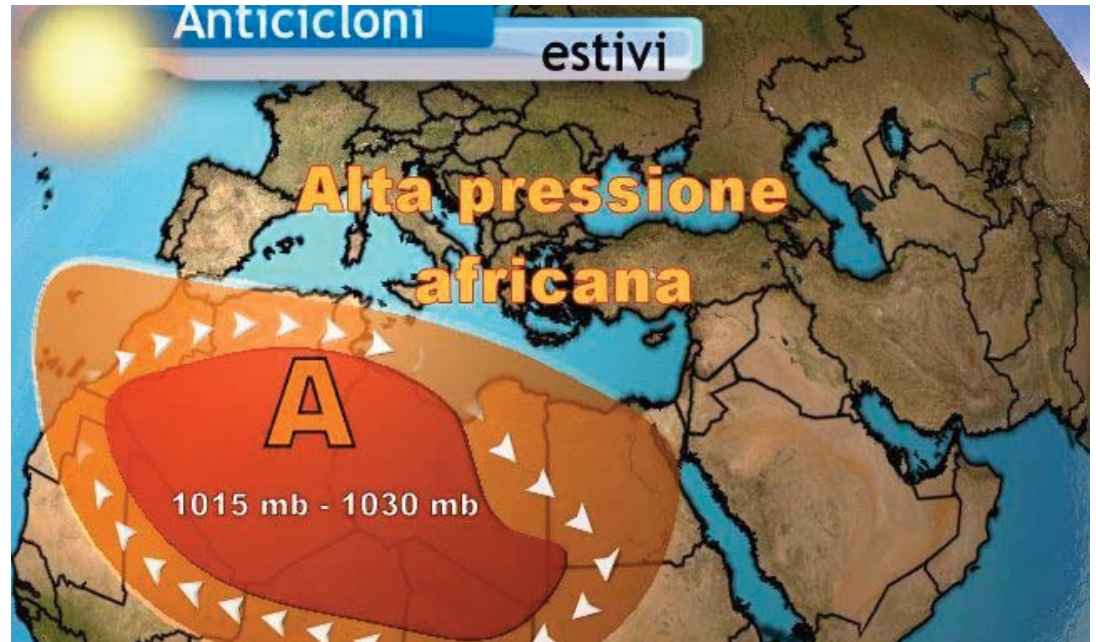 Anticicloni
estivi
Alta pressione
africana
A
1015 mb - 1030 mb